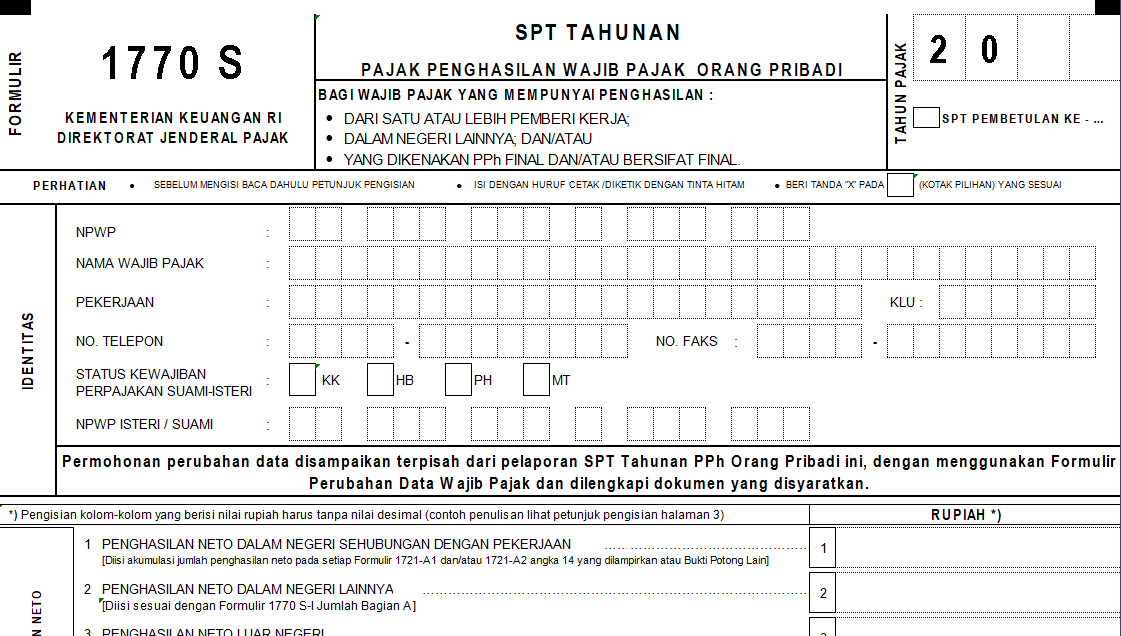 FORMULIR
1770 S
KEMENTERIAN KEUANGAN RI
DIREKTORAT JENDERAL PAJAK
SPT TAHUNAN
PAJAK PENGHASILAN WAJIB PAJAK ORANG PRIBADI
BAGI WAJIB PAJAK YANG MEMPUNYAI PENGHASILAN :
• DARI SATU ATAU LEBIH PEMBERI KERJA;
• DALAM NEGERI LAINNYA; DAN/ATAU
• YANG DIKENAKAN PPh FINAL DAN/ATAU BERSIFAT FINAL.
TAHUN PAJAK
2 0
SPT PEMBETULAN KE - ...
PERHATIAN • SEBELUM MENGISI BACA DAHULU PETUNJUK PENGISIAN • ISI DENGAN HURUF CETAK /DIKETIK DENGAN TINTA HITAM • BERI TANDA "X" PADA (KOTAK PILIHAN) YANG SESUAI
IDENTITAS
NPWP :
NAMA WAJIB PAJAK :
PEKERJAAN : KLU :
NO. TELEPON : - NO. FAKS : -
STATUS KEWAJIBAN
PERPAJAKAN SUAMI-ISTERI : KK HB PH MT
NPWP ISTERI / SUAMI :
Permohonan perubahan data disampaikan terpisah dari pelaporan SPT Tahunan PPh Orang Pribadi ini, dengan menggunakan Formulir
Perubahan Data Wajib Pajak dan dilengkapi dokumen yang disyaratkan.
*) Pengisian kolom-kolom yang berisi nilai rupiah harus tanpa nilai desimal (contoh penulisan lihat petunjuk pengisian halaman 3) RUPIAH *)
1 PENGHASILAN NETO DALAM NEGERI SEHUBUNGAN DENGAN PEKERJAAN ................................................ 1
[Diisi akumulasi jumlah penghasilan neto pada setiap Formulir 1721-A1 dan/atau 1721-A2 angka 14 yang dilampirkan atau Bukti Potong Lain]
2 PENGHASILAN NETO DALAM NEGERI LAINNYA ................................................ 2
[Diisi sesuai dengan Formulir 1770 S-I Jumlah Bagian A]
3 PENGHASILAN NETO LUAR NEGERI
N NETO